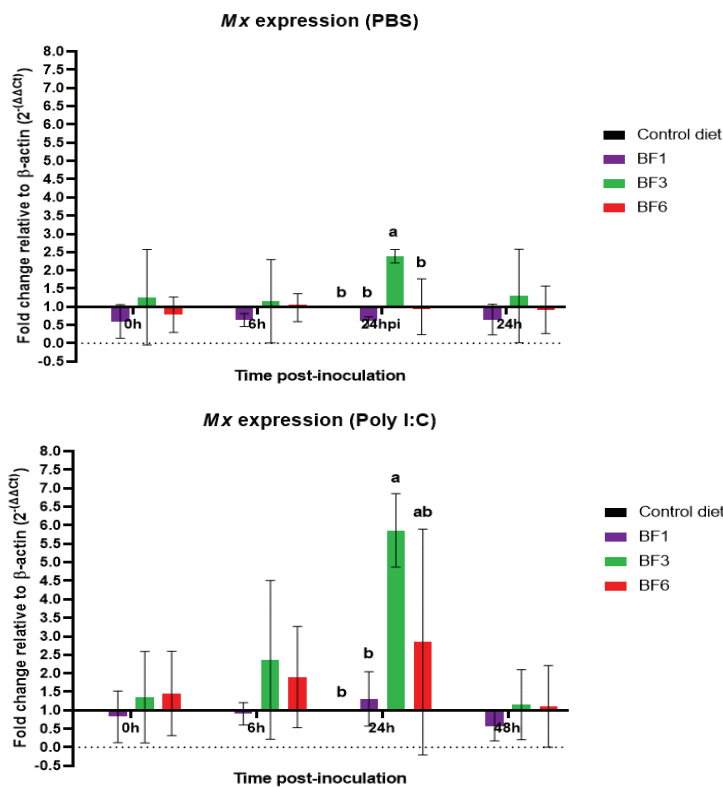 Mx expression (PBS)
Fold change relative to β-actin (2^-(ΔΔCt))
8.0
7.5
7.0
6.5
6.0
5.5
5.0
4.5
4.0
3.5
3.0
2.5
2.0
1.5
1.0
0.5
0.0
-0.5
a
b b b
0h 6h 24hpi 24h
Time post-inoculation
Control diet
BF1
BF3
BF6
Mx expression (Poly I:C)
Fold change relative to β-actin (2^-(ΔΔCt))
8.0
7.5
7.0
6.5
6.0
5.5
5.0
4.5
4.0
3.5
3.0
2.5
2.0
1.5
1.0
0.5
0.0
-0.5
a
ab
b
b
0h 6h 24h 48h
Time post-inoculation
Control diet
BF1
BF3
BF6